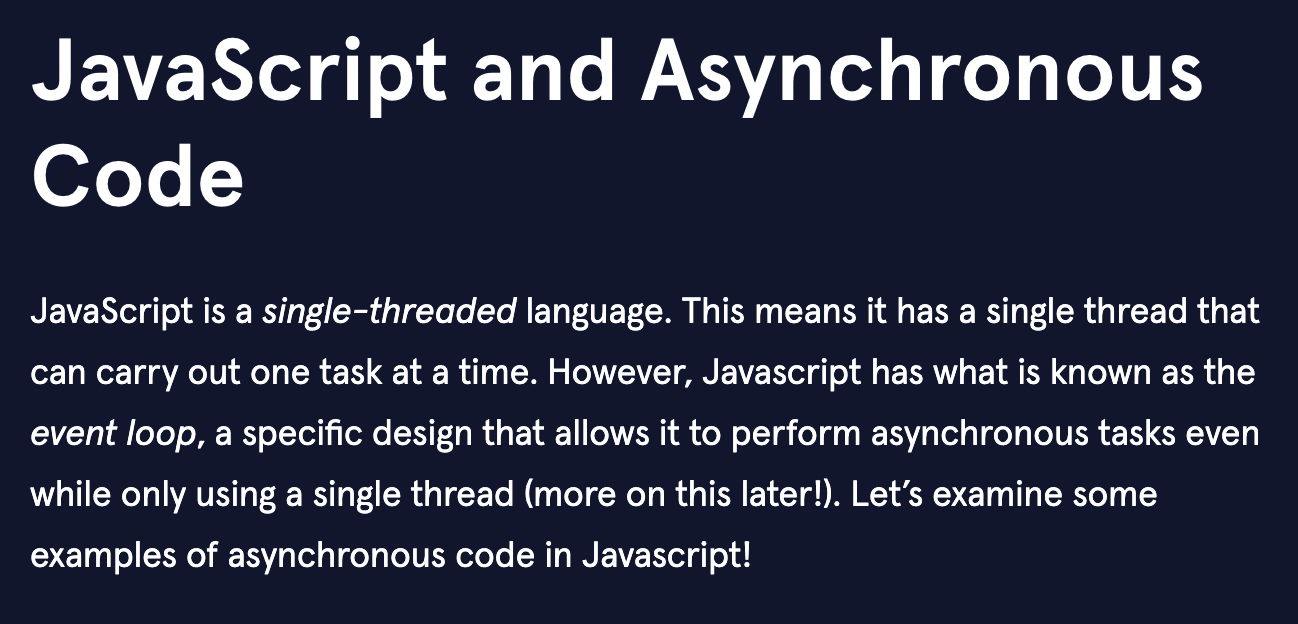 JavaScript and Asynchronous
Code
JavaScript is a single-threaded language. This means it has a single thread that
can carry out one task at a time. However, Javascript has what is known as the
event loop, a specific design that allows it to perform asynchronous tasks even
while only using a single thread (more on this later!). Let’s examine some
examples of asynchronous code in Javascript!